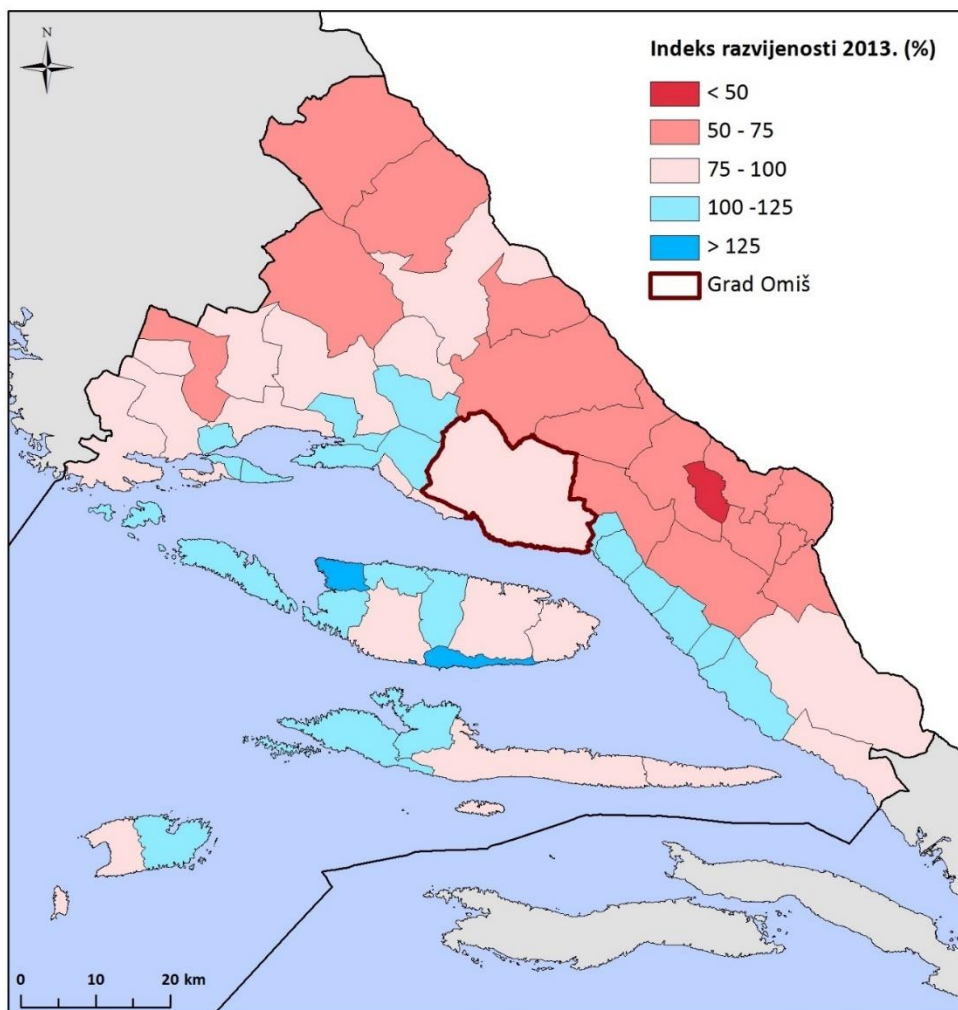 N
Indeks razvijenosti 2013. (%)
< 50
50 - 75
75 - 100
100 -125
> 125
Grad Omiš
0 10 20 km